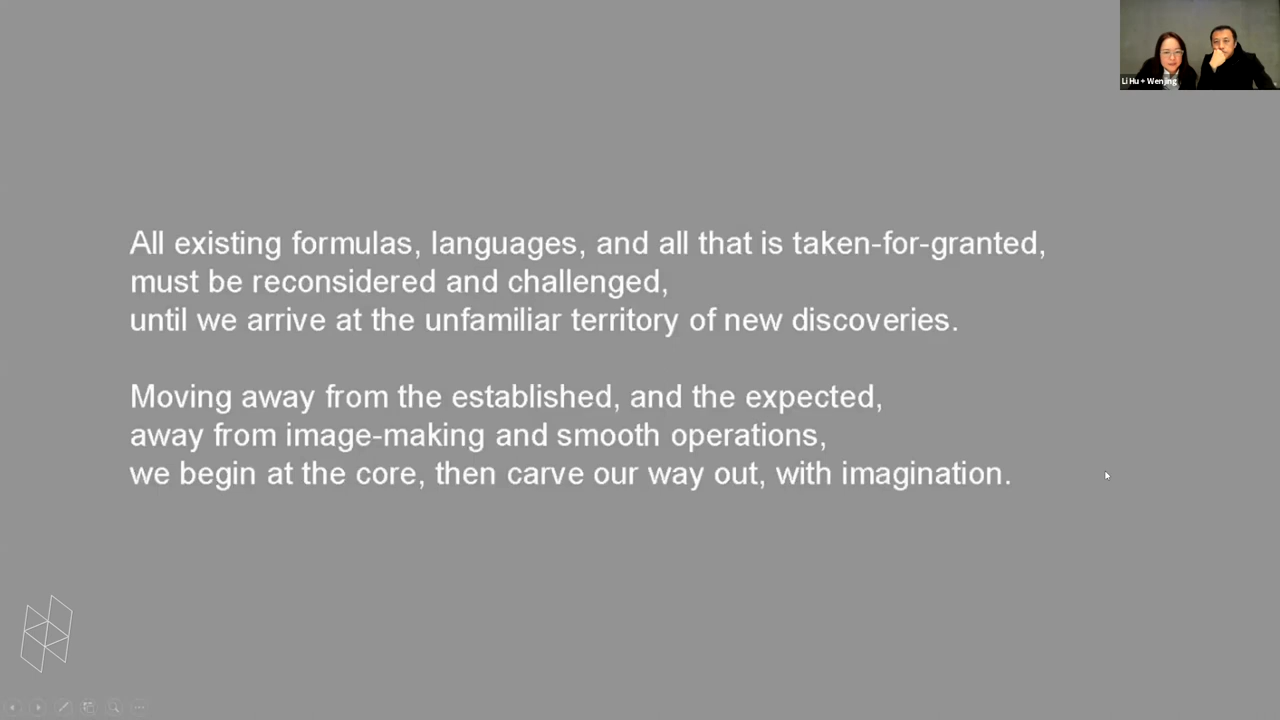 Li Hu + Wenjing
All existing formulas, languages, and all that is taken-for-granted,
must be reconsidered and challenged,
until we arrive at the unfamiliar territory of new discoveries.
Moving away from the established, and the expected,
away from image-making and smooth operations,
we begin at the core, then carve our way out, with imagination.